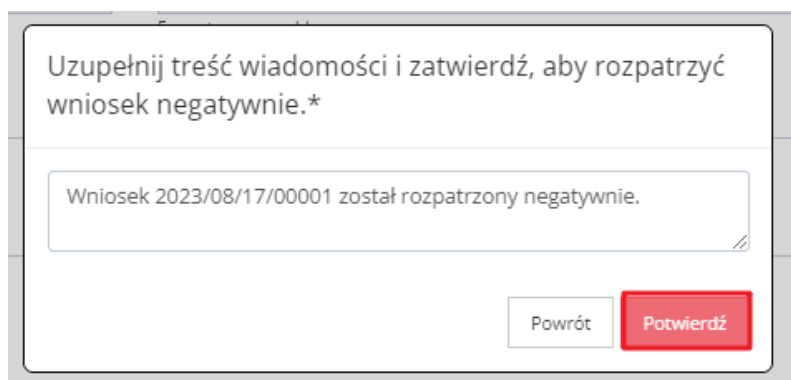 Uzupełnij treść wiadomości i zatwierdź, aby rozpatrzyć
wniosek negatywnie.*
Wniosek 2023/08/17/00001 został rozpatrzony negatywnie.
Powrót
Potwierdź